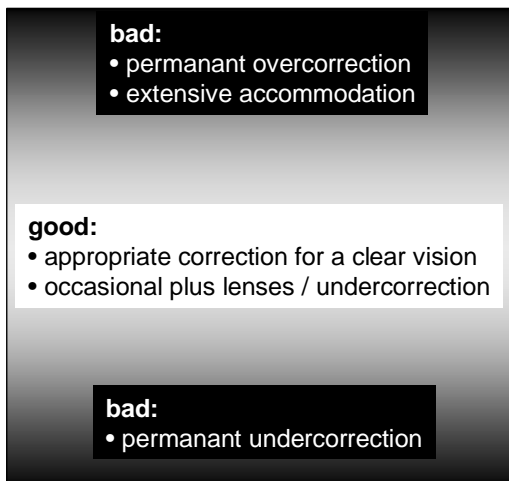 bad:
• permanant overcorrection
• extensive accommodation
good:
• appropriate correction for a clear vision
• occasional plus lenses / undercorrection
bad:
• permanant undercorrection